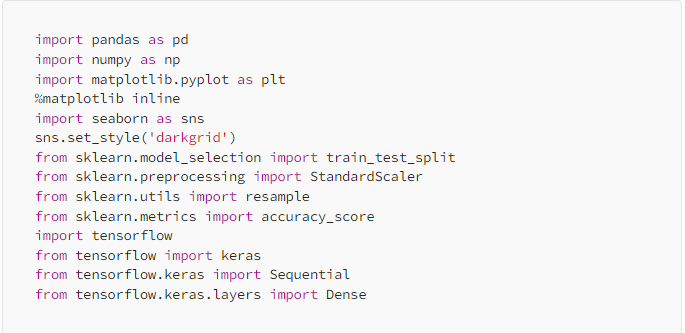 import pandas as pd
import numpy as np
import matplotlib.pyplot as plt
%matplotlib inline
import seaborn as sns
sns.set_style('darkgrid')
from sklearn.model_selection import train_test_split
from sklearn.preprocessing import StandardScaler
from sklearn.utils import resample
from sklearn.metrics import accuracy_score
import tensorflow
from tensorflow import keras
from tensorflow.keras import Sequential
from tensorflow.keras.layers import Dense